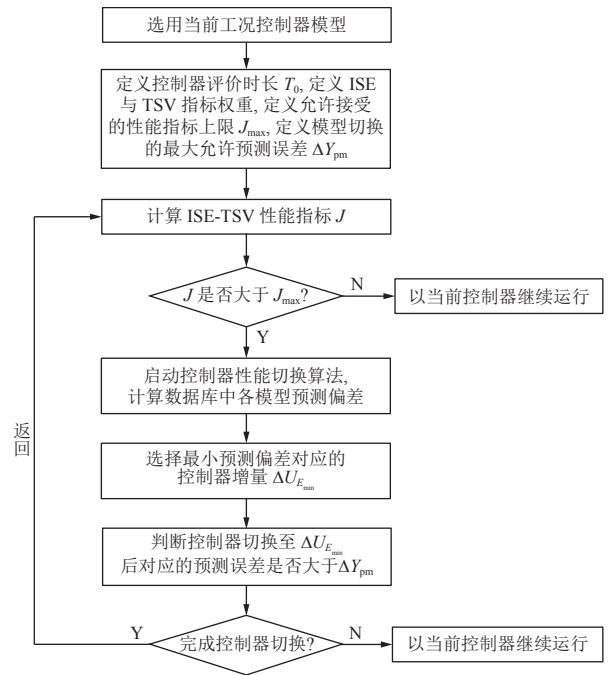 选用当前工况控制器模型
定义控制器评价时长 T₀, 定义 ISE
与 TSV 指标权重, 定义允许接受
的性能指标上限 Jmax, 定义模型切换
的最大允许预测误差 ΔYpm
计算 ISE-TSV 性能指标 J
J 是否大于 Jmax?
N
以当前控制器继续运行
Y
启动控制器性能切换算法,
计算数据库中各模型预测偏差
返回
选择最小预测偏差对应的
控制器增量 ΔUEmin
判断控制器切换至 ΔUEmin
后对应的预测误差是否大于ΔYpm
Y
完成控制器切换?
N
以当前控制器继续运行